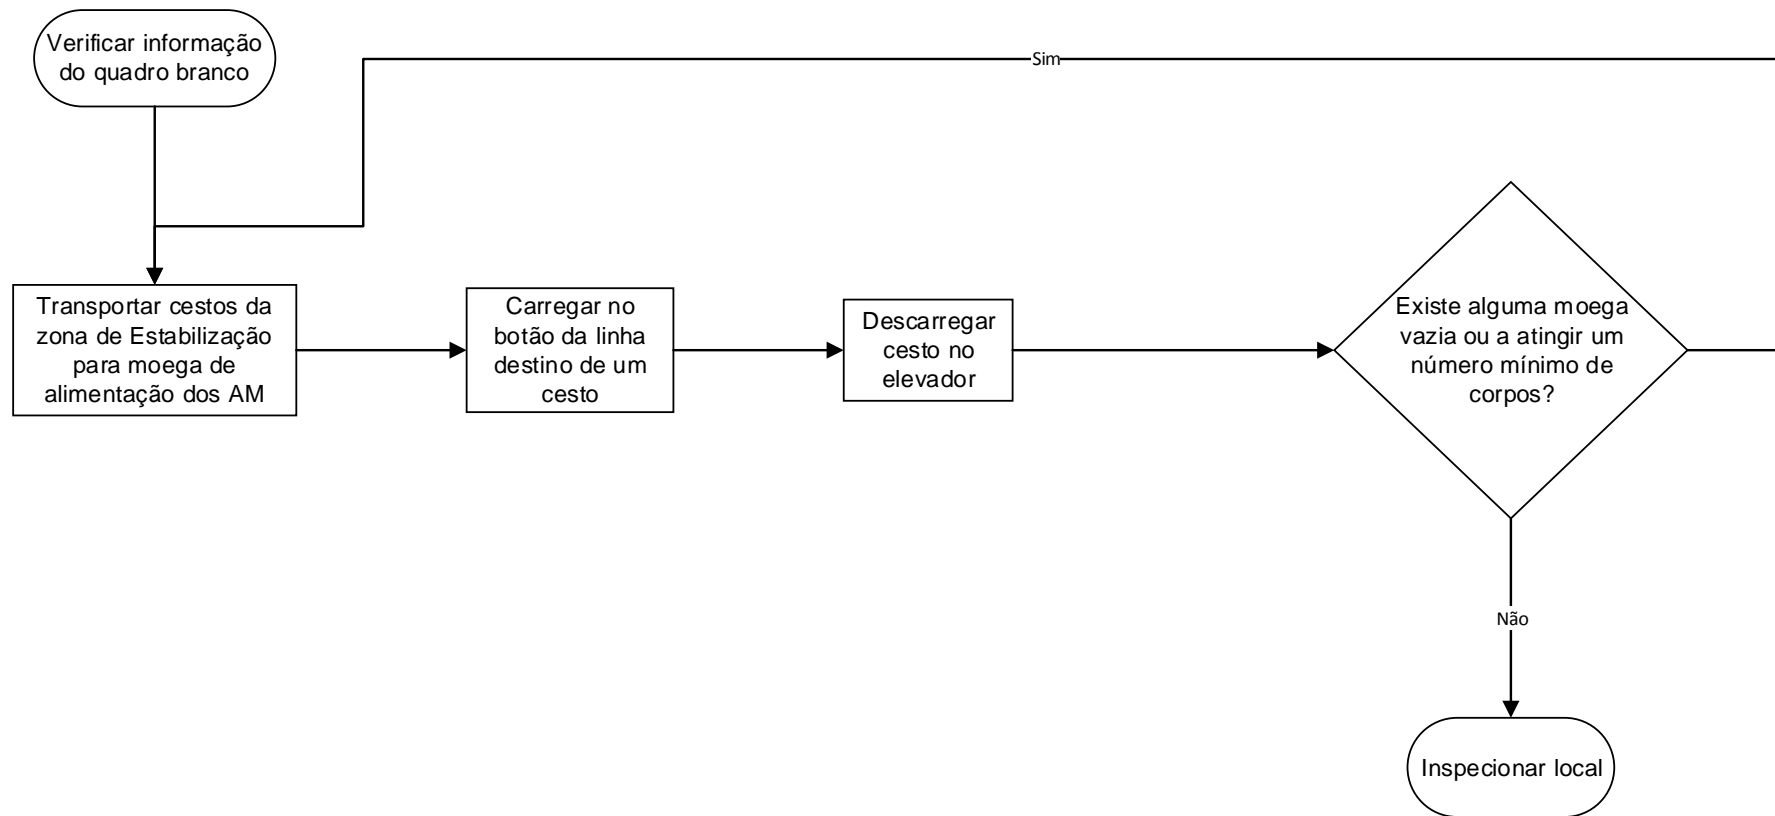 Verificar informação
do quadro branco
Sim
Transportar cestos da
zona de Estabilização
para moega de
alimentação dos AM
Carregar no
botão da linha
destino de um
cesto
Descarregar
cesto no
elevador
Existe alguma moega
vazia ou a atingir um
número mínimo de
corpos?
Não
Inspecionar local